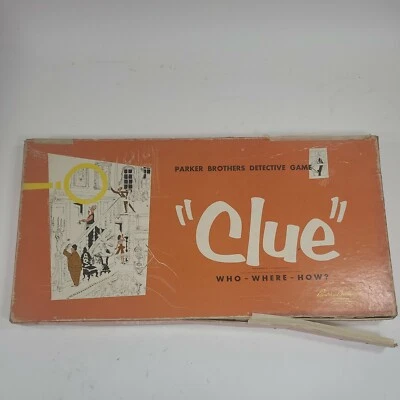 PARKER BROTHERS DETECTIVE GAME
"Clue"
WHO - WHERE - HOW?